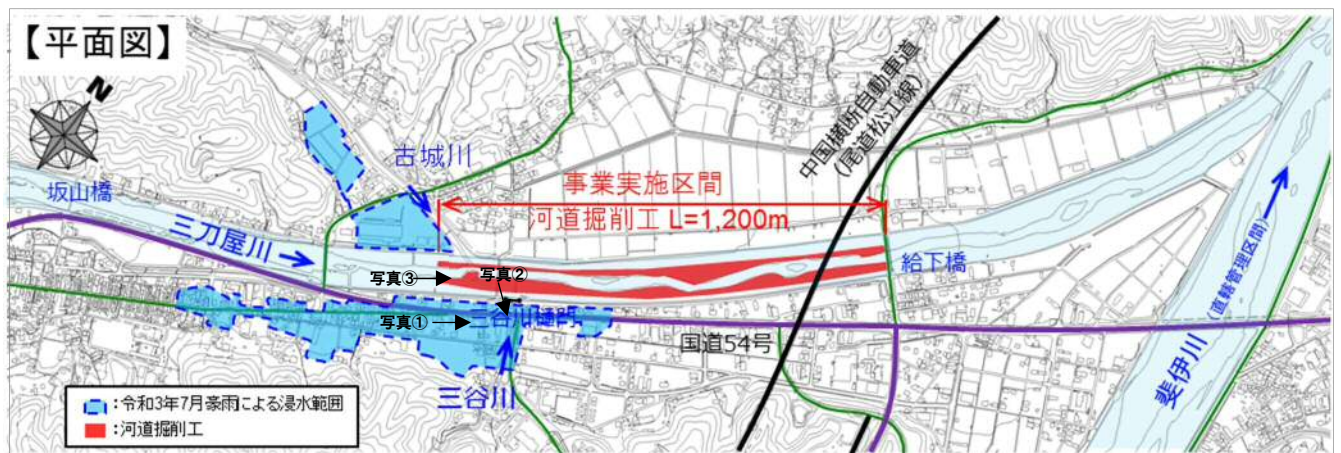 【平面図】
N
坂山橋
三刀屋川
古城川
事業実施区間
河道掘削工 L=1,200m
中国横断自動車道
(尾道松江線)
写真③
写真②
写真①
三谷川樋門
三谷川
給下橋
国道54号
斐伊川
(直轄管理区間)
:令和3年7月豪雨による浸水範囲
:河道掘削工